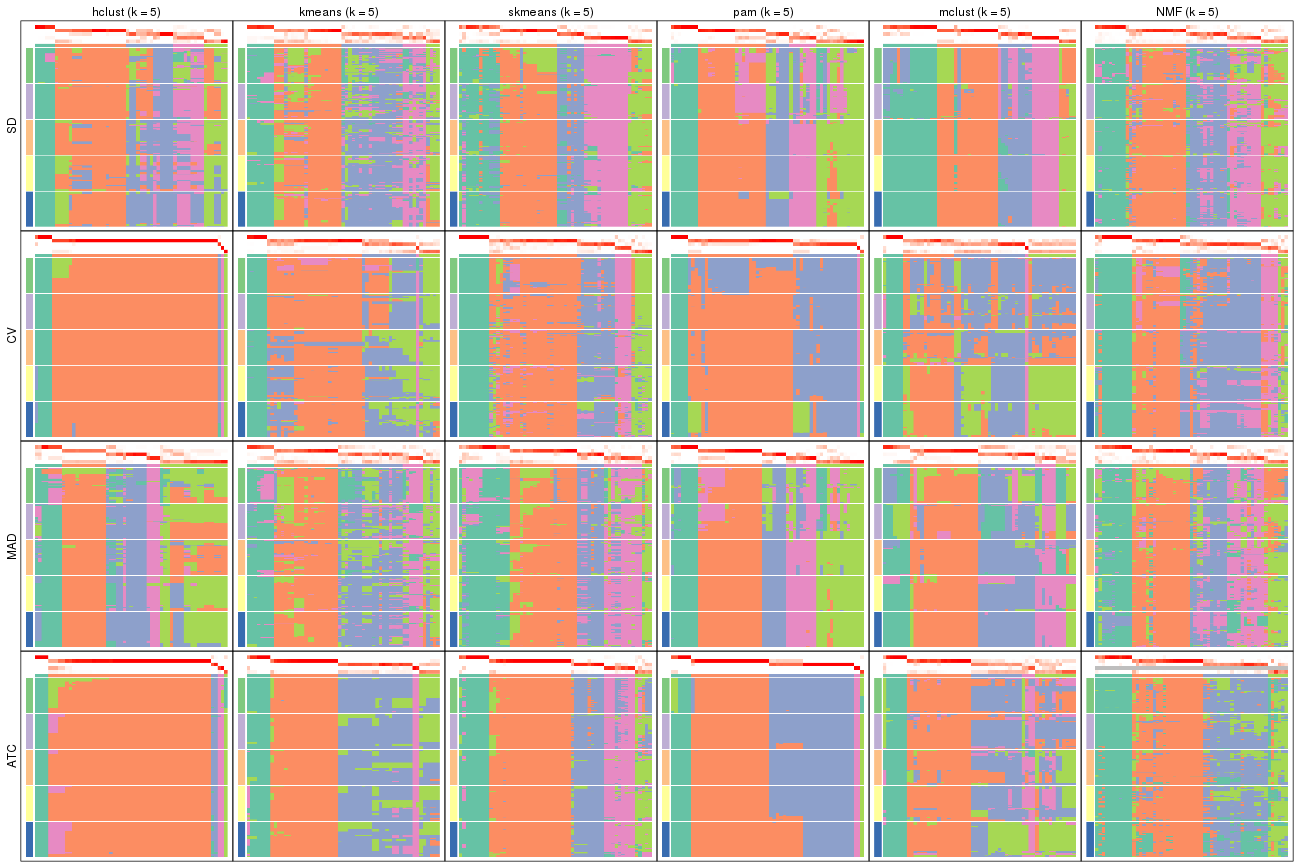 hclust (k = 5) kmeans (k = 5) skmeans (k = 5) pam (k = 5) mclust (k = 5) NMF (k = 5)
SD
CV
MAD
ATC